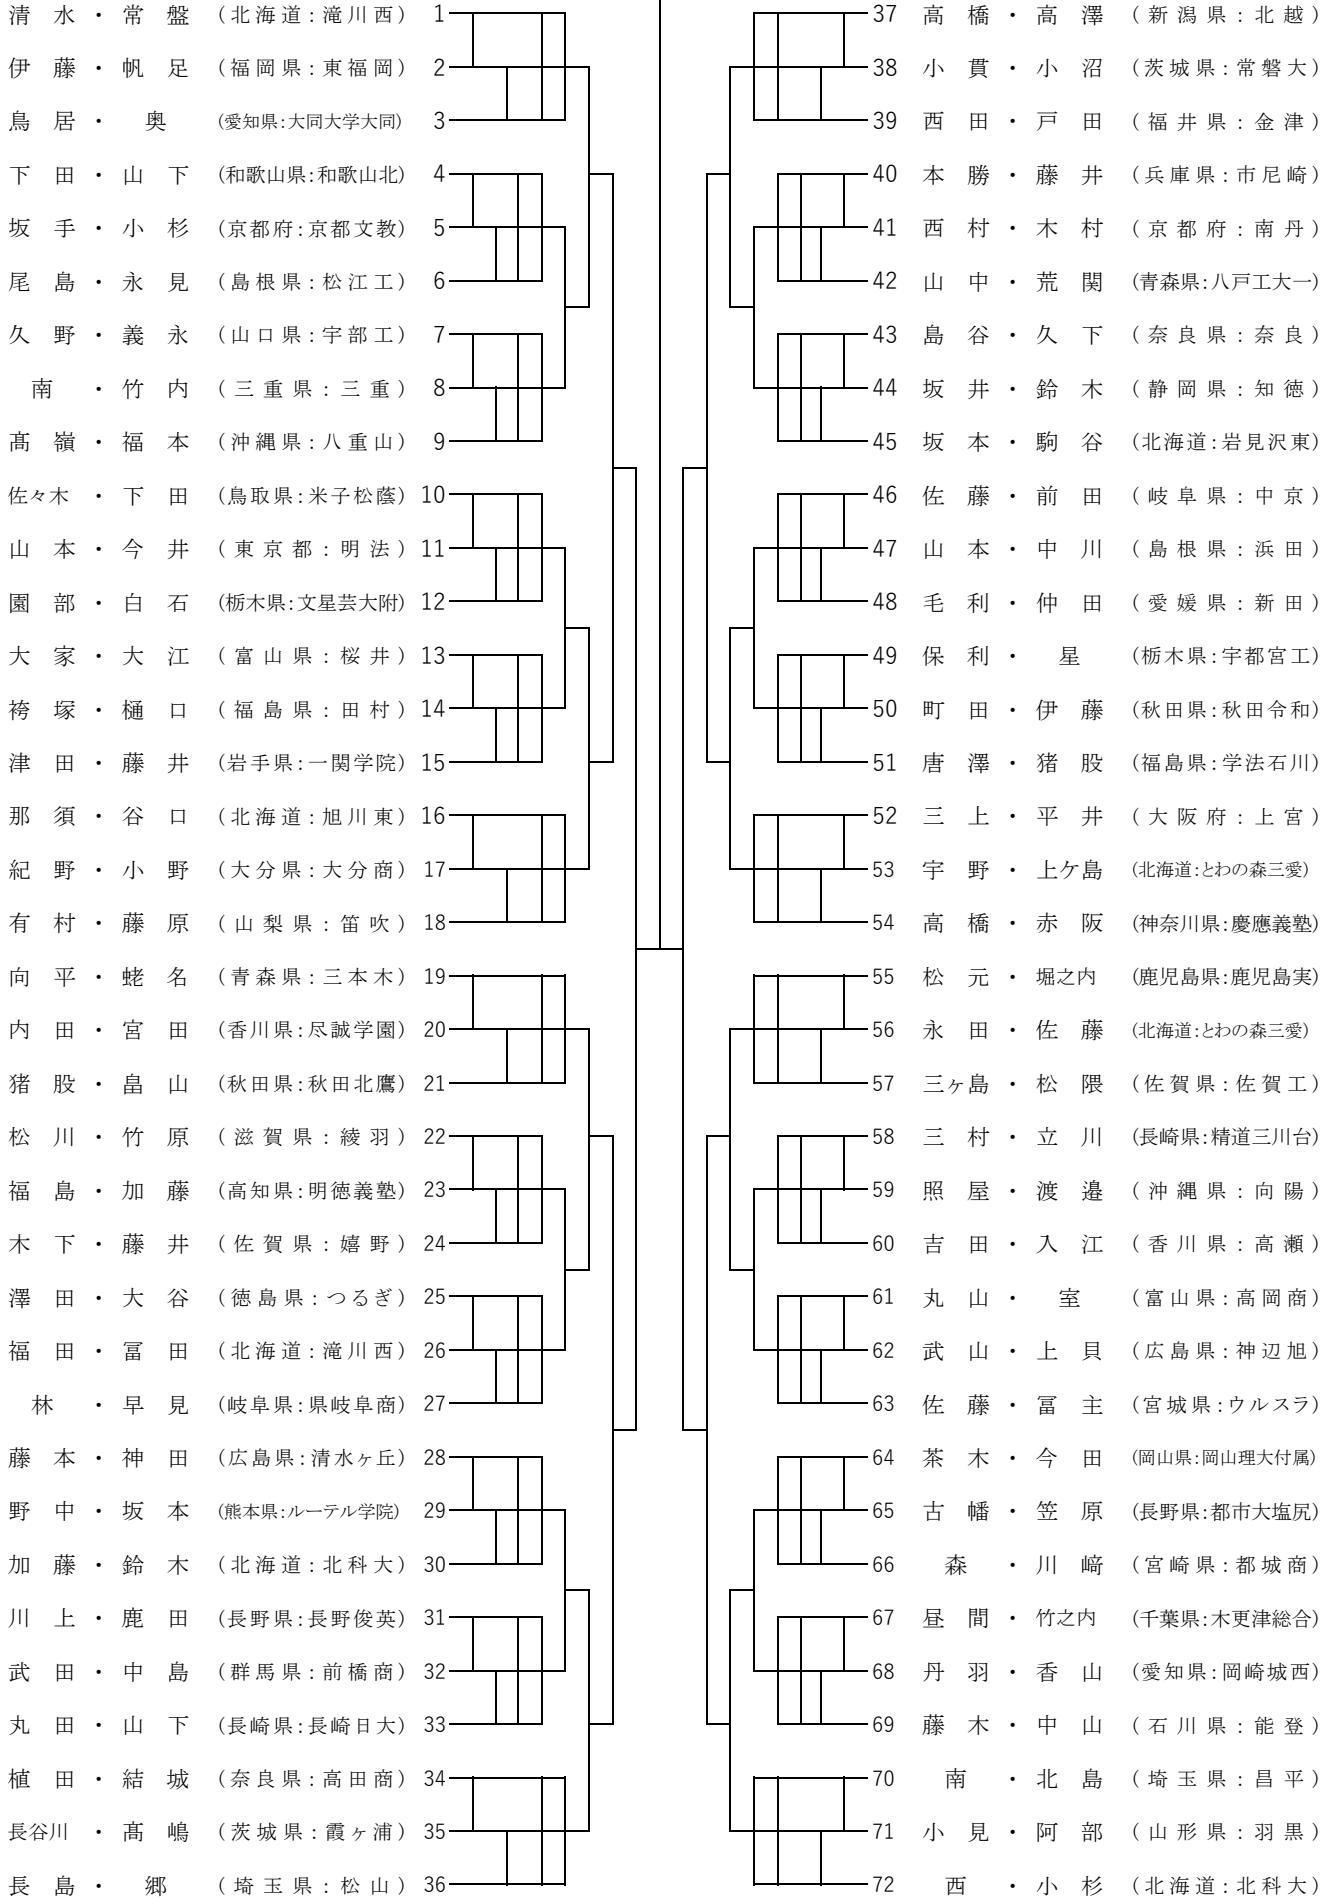 清水・常盤 (北海道:滝川西) 1
伊藤・帆足 (福岡県:東福岡) 2
鳥居・奥 (愛知県:大同大学大同) 3
下田・山下 (和歌山県:和歌山北) 4
坂手・小杉 (京都府:京都文教) 5
尾島・永見 (島根県:松江工) 6
久野・義永 (山口県:宇部工) 7
南・竹内 (三重県:三重) 8
髙嶺・福本 (沖縄県:八重山) 9
佐々木・下田 (鳥取県:米子松蔭) 10
山本・今井 (東京都:明法) 11
園部・白石 (栃木県:文星芸大附) 12
大家・大江 (富山県:桜井) 13
袴塚・樋口 (福島県:田村) 14
津田・藤井 (岩手県:一関学院) 15
那須・谷口 (北海道:旭川東) 16
紀野・小野 (大分県:大分商) 17
有村・藤原 (山梨県:笛吹) 18
向平・蛯名 (青森県:三本木) 19
内田・宮田 (香川県:尽誠学園) 20
猪股・畠山 (秋田県:秋田北鷹) 21
松川・竹原 (滋賀県:綾羽) 22
福島・加藤 (高知県:明徳義塾) 23
木下・藤井 (佐賀県:嬉野) 24
澤田・大谷 (徳島県:つるぎ) 25
福田・冨田 (北海道:滝川西) 26
林・早見 (岐阜県:県岐阜商) 27
藤本・神田 (広島県:清水ヶ丘) 28
野中・坂本 (熊本県:ルーテル学院) 29
加藤・鈴木 (北海道:北科大) 30
川上・鹿田 (長野県:長野俊英) 31
武田・中島 (群馬県:前橋商) 32
丸田・山下 (長崎県:長崎日大) 33
植田・結城 (奈良県:高田商) 34
長谷川・髙嶋 (茨城県:霞ヶ浦) 35
長島・郷 (埼玉県:松山) 36
37 高橋・高澤 (新潟県:北越)
38 小貫・小沼 (茨城県:常磐大)
39 西田・戸田 (福井県:金津)
40 本勝・藤井 (兵庫県:市尼崎)
41 西村・木村 (京都府:南丹)
42 山中・荒関 (青森県:八戸工大一)
43 島谷・久下 (奈良県:奈良)
44 坂井・鈴木 (静岡県:知徳)
45 坂本・駒谷 (北海道:岩見沢東)
46 佐藤・前田 (岐阜県:中京)
47 山本・中川 (島根県:浜田)
48 毛利・仲田 (愛媛県:新田)
49 保利・星 (栃木県:宇都宮工)
50 町田・伊藤 (秋田県:秋田令和)
51 唐澤・猪股 (福島県:学法石川)
52 三上・平井 (大阪府:上宮)
53 宇野・上ケ島 (北海道:とわの森三愛)
54 高橋・赤阪 (神奈川県:慶應義塾)
55 松元・堀之内 (鹿児島県:鹿児島実)
56 永田・佐藤 (北海道:とわの森三愛)
57 三ヶ島・松隈 (佐賀県:佐賀工)
58 三村・立川 (長崎県:精道三川台)
59 照屋・渡邉 (沖縄県:向陽)
60 吉田・入江 (香川県:高瀬)
61 丸山・室 (富山県:高岡商)
62 武山・上貝 (広島県:神辺旭)
63 佐藤・冨主 (宮城県:ウルスラ)
64 茶木・今田 (岡山県:岡山理大付属)
65 古幡・笠原 (長野県:都市大塩尻)
66 森・川﨑 (宮崎県:都城商)
67 昼間・竹之内 (千葉県:木更津総合)
68 丹羽・香山 (愛知県:岡崎城西)
69 藤木・中山 (石川県:能登)
70 南・北島 (埼玉県:昌平)
71 小見・阿部 (山形県:羽黒)
72 西・小杉 (北海道:北科大)